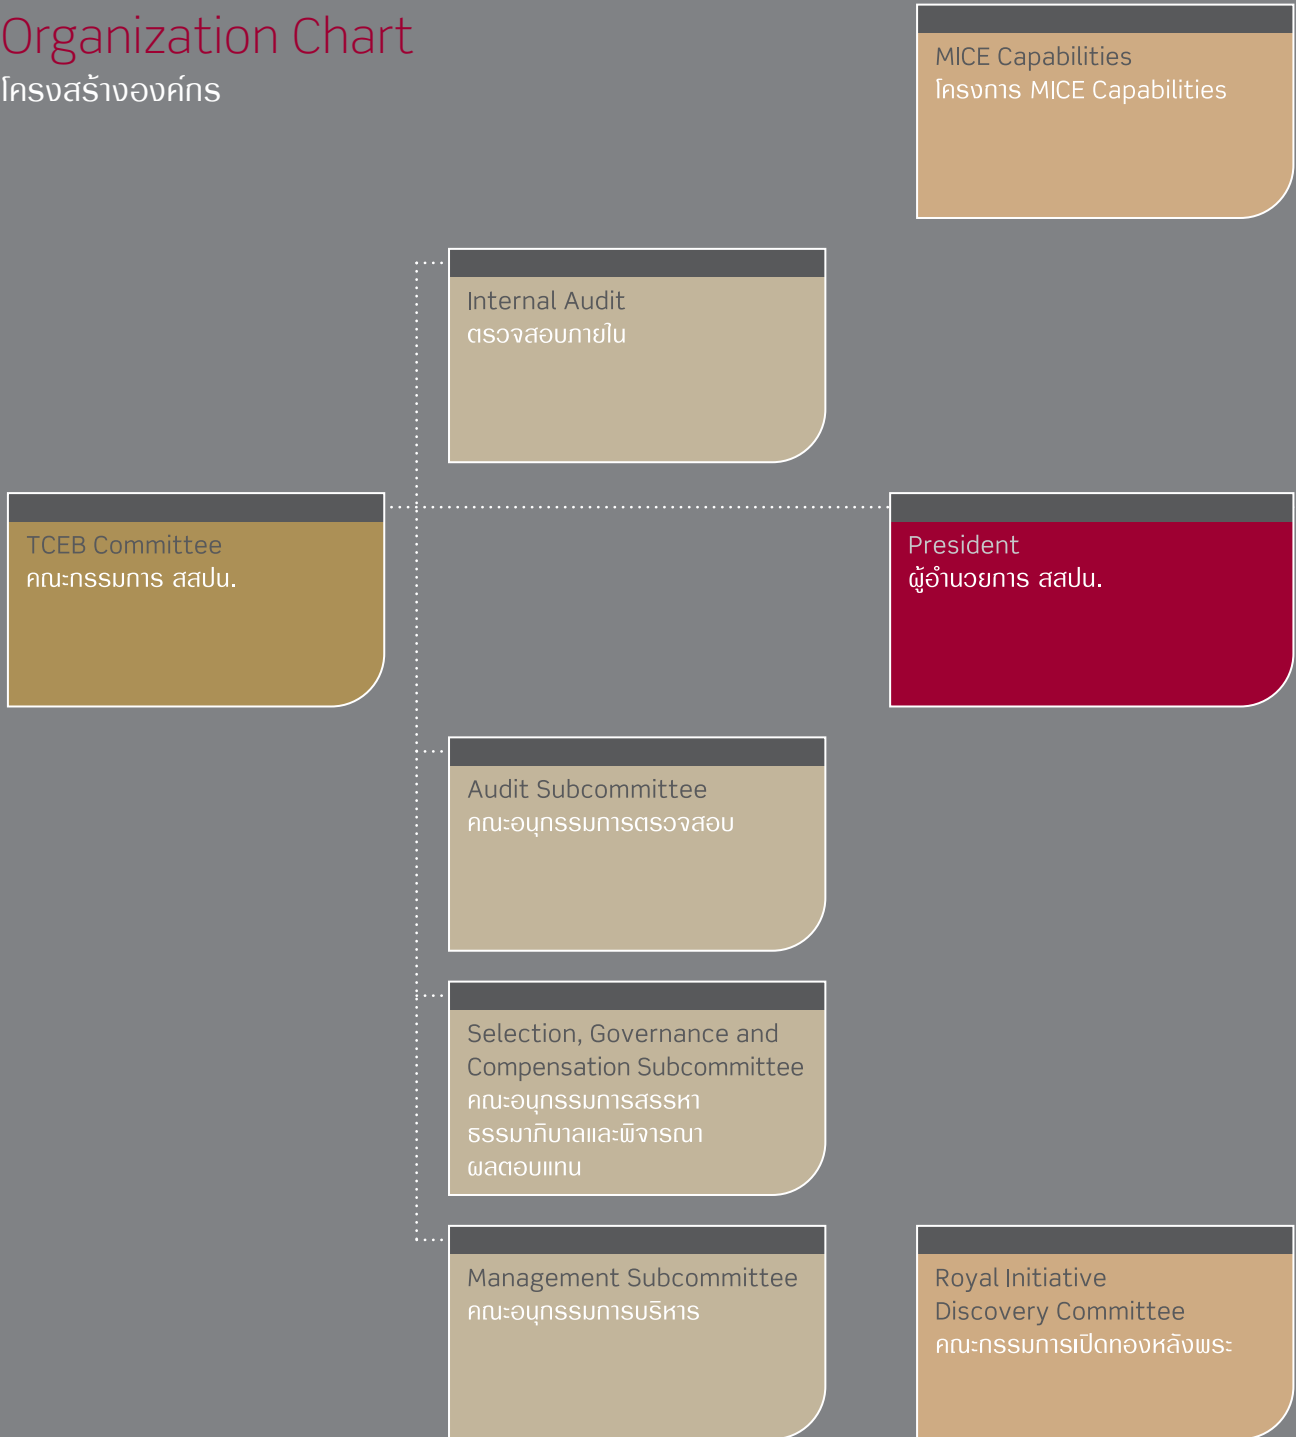 Organization Chart
โครงสร้างองค์กร
MICE Capabilities
โครงการ MICE Capabilities
Internal Audit
ตรวจสอบภายใน
TCEB Committee
คณะกรรมการ สสปน.
President
ผู้อำนวยการ สสปน.
Audit Subcommittee
คณะอนุกรรมการตรวจสอบ
Selection, Governance and
Compensation Subcommittee
คณะอนุกรรมการสรรหา
ธรรมาภิบาลและพิจารณา
ผลตอบแทน
Management Subcommittee
คณะอนุกรรมการบริหาร
Royal Initiative
Discovery Committee
คณะกรรมการเปิดทองหลังพระ